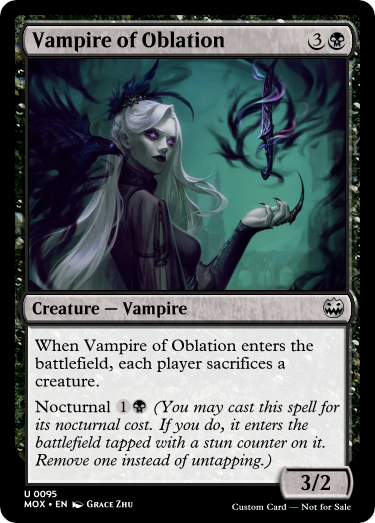 Vampire of Oblation 3
Creature — Vampire
When Vampire of Oblation enters the
battlefield, each player sacrifices a
creature.
Nocturnal 1 (You may cast this spell for
its nocturnal cost. If you do, it enters the
battlefield tapped with a stun counter on it.
Remove one instead of untapping.)
3/2
U 0095
MOX • EN Grace Zhu
Custom Card — Not for Sale